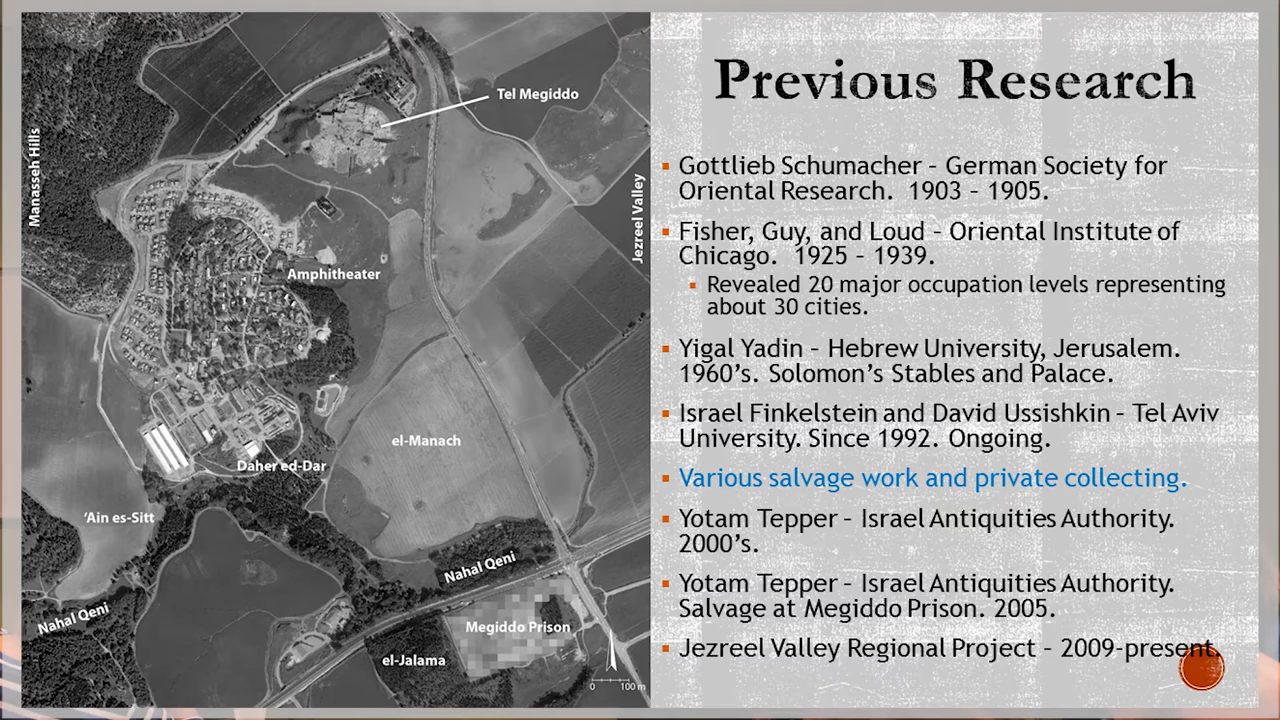 Previous Research
Tel Megiddo
Manasseh Hills
Jezreel Valley
Amphitheater
el-Manach
Daher ed-Dar
'Ain es-Sitt
Nahal Qeni
Nahal Qeni
Megiddo Prison
el-Jalama
0 100 m
Gottlieb Schumacher – German Society for
Oriental Research. 1903 – 1905.
Fisher, Guy, and Loud – Oriental Institute of
Chicago. 1925 – 1939.
Revealed 20 major occupation levels representing
about 30 cities.
Yigal Yadin – Hebrew University, Jerusalem.
1960's. Solomon's Stables and Palace.
Israel Finkelstein and David Ussishkin – Tel Aviv
University. Since 1992. Ongoing.
Various salvage work and private collecting.
Yotam Tepper – Israel Antiquities Authority.
2000's.
Yotam Tepper – Israel Antiquities Authority.
Salvage at Megiddo Prison. 2005.
Jezreel Valley Regional Project – 2009-present.